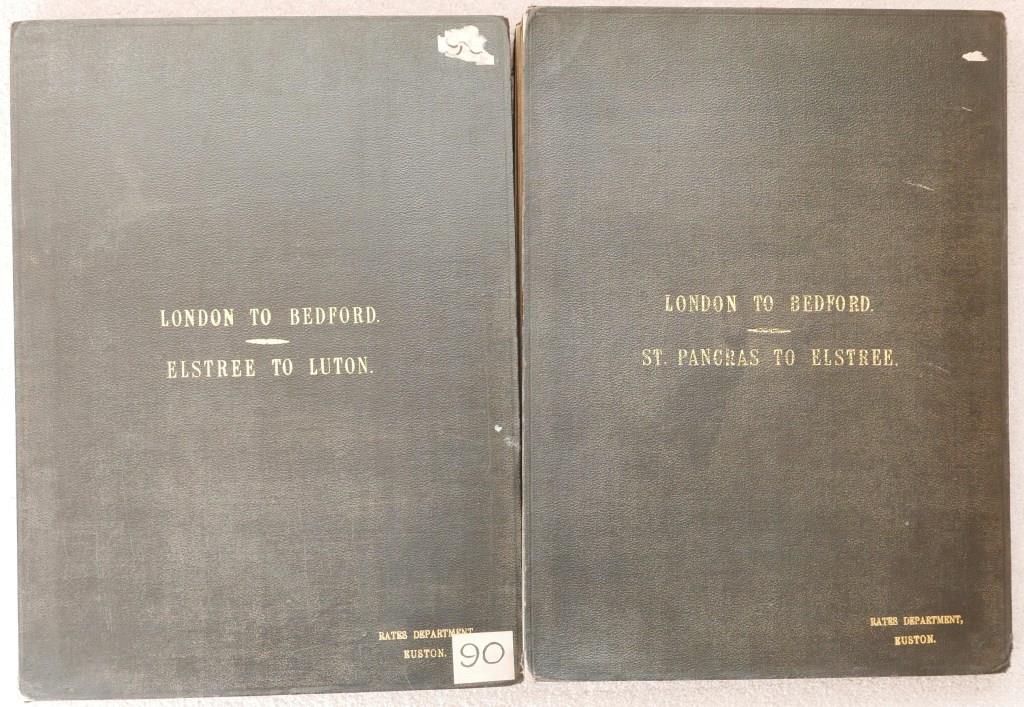 LONDON TO BEDFORD.
ELSTREE TO LUTON.
RATES DEPARTMENT,
EUSTON.
90
LONDON TO BEDFORD.
ST. PANCRAS TO ELSTREE.
RATES DEPARTMENT,
EUSTON.